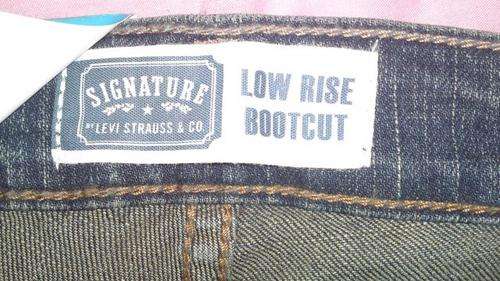 SIGNATURE
BY LEVI STRAUSS & CO.
LOW RISE
BOOTCUT